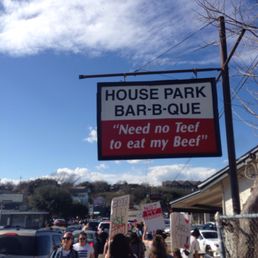 HOUSE PARK
BAR-B-QUE
"Need no Teef
to eat my Beef"